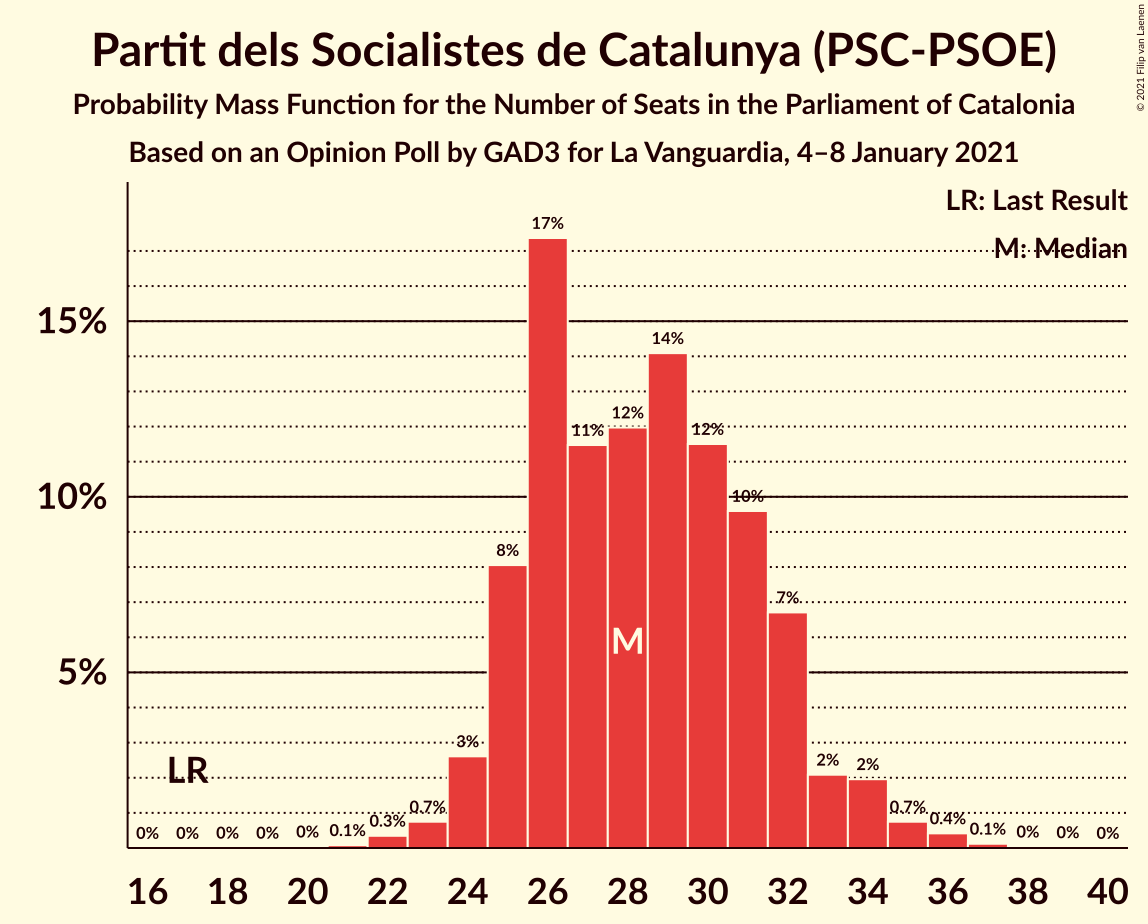 Partit dels Socialistes de Catalunya (PSC-PSOE)
Probability Mass Function for the Number of Seats in the Parliament of Catalonia
Based on an Opinion Poll by GAD3 for La Vanguardia, 4–8 January 2021
© 2021 Filip van Laenen
LR: Last Result
M: Median
15%
10%
5%
0% 0% 0% 0% 0% 0.1% 0.3% 0.7% 3% 8% 17% 11% 12% 14% 12% 10% 7% 2% 2% 0.7% 0.4% 0.1% 0% 0% 0%
M
LR
16 18 20 22 24 26 28 30 32 34 36 38 40